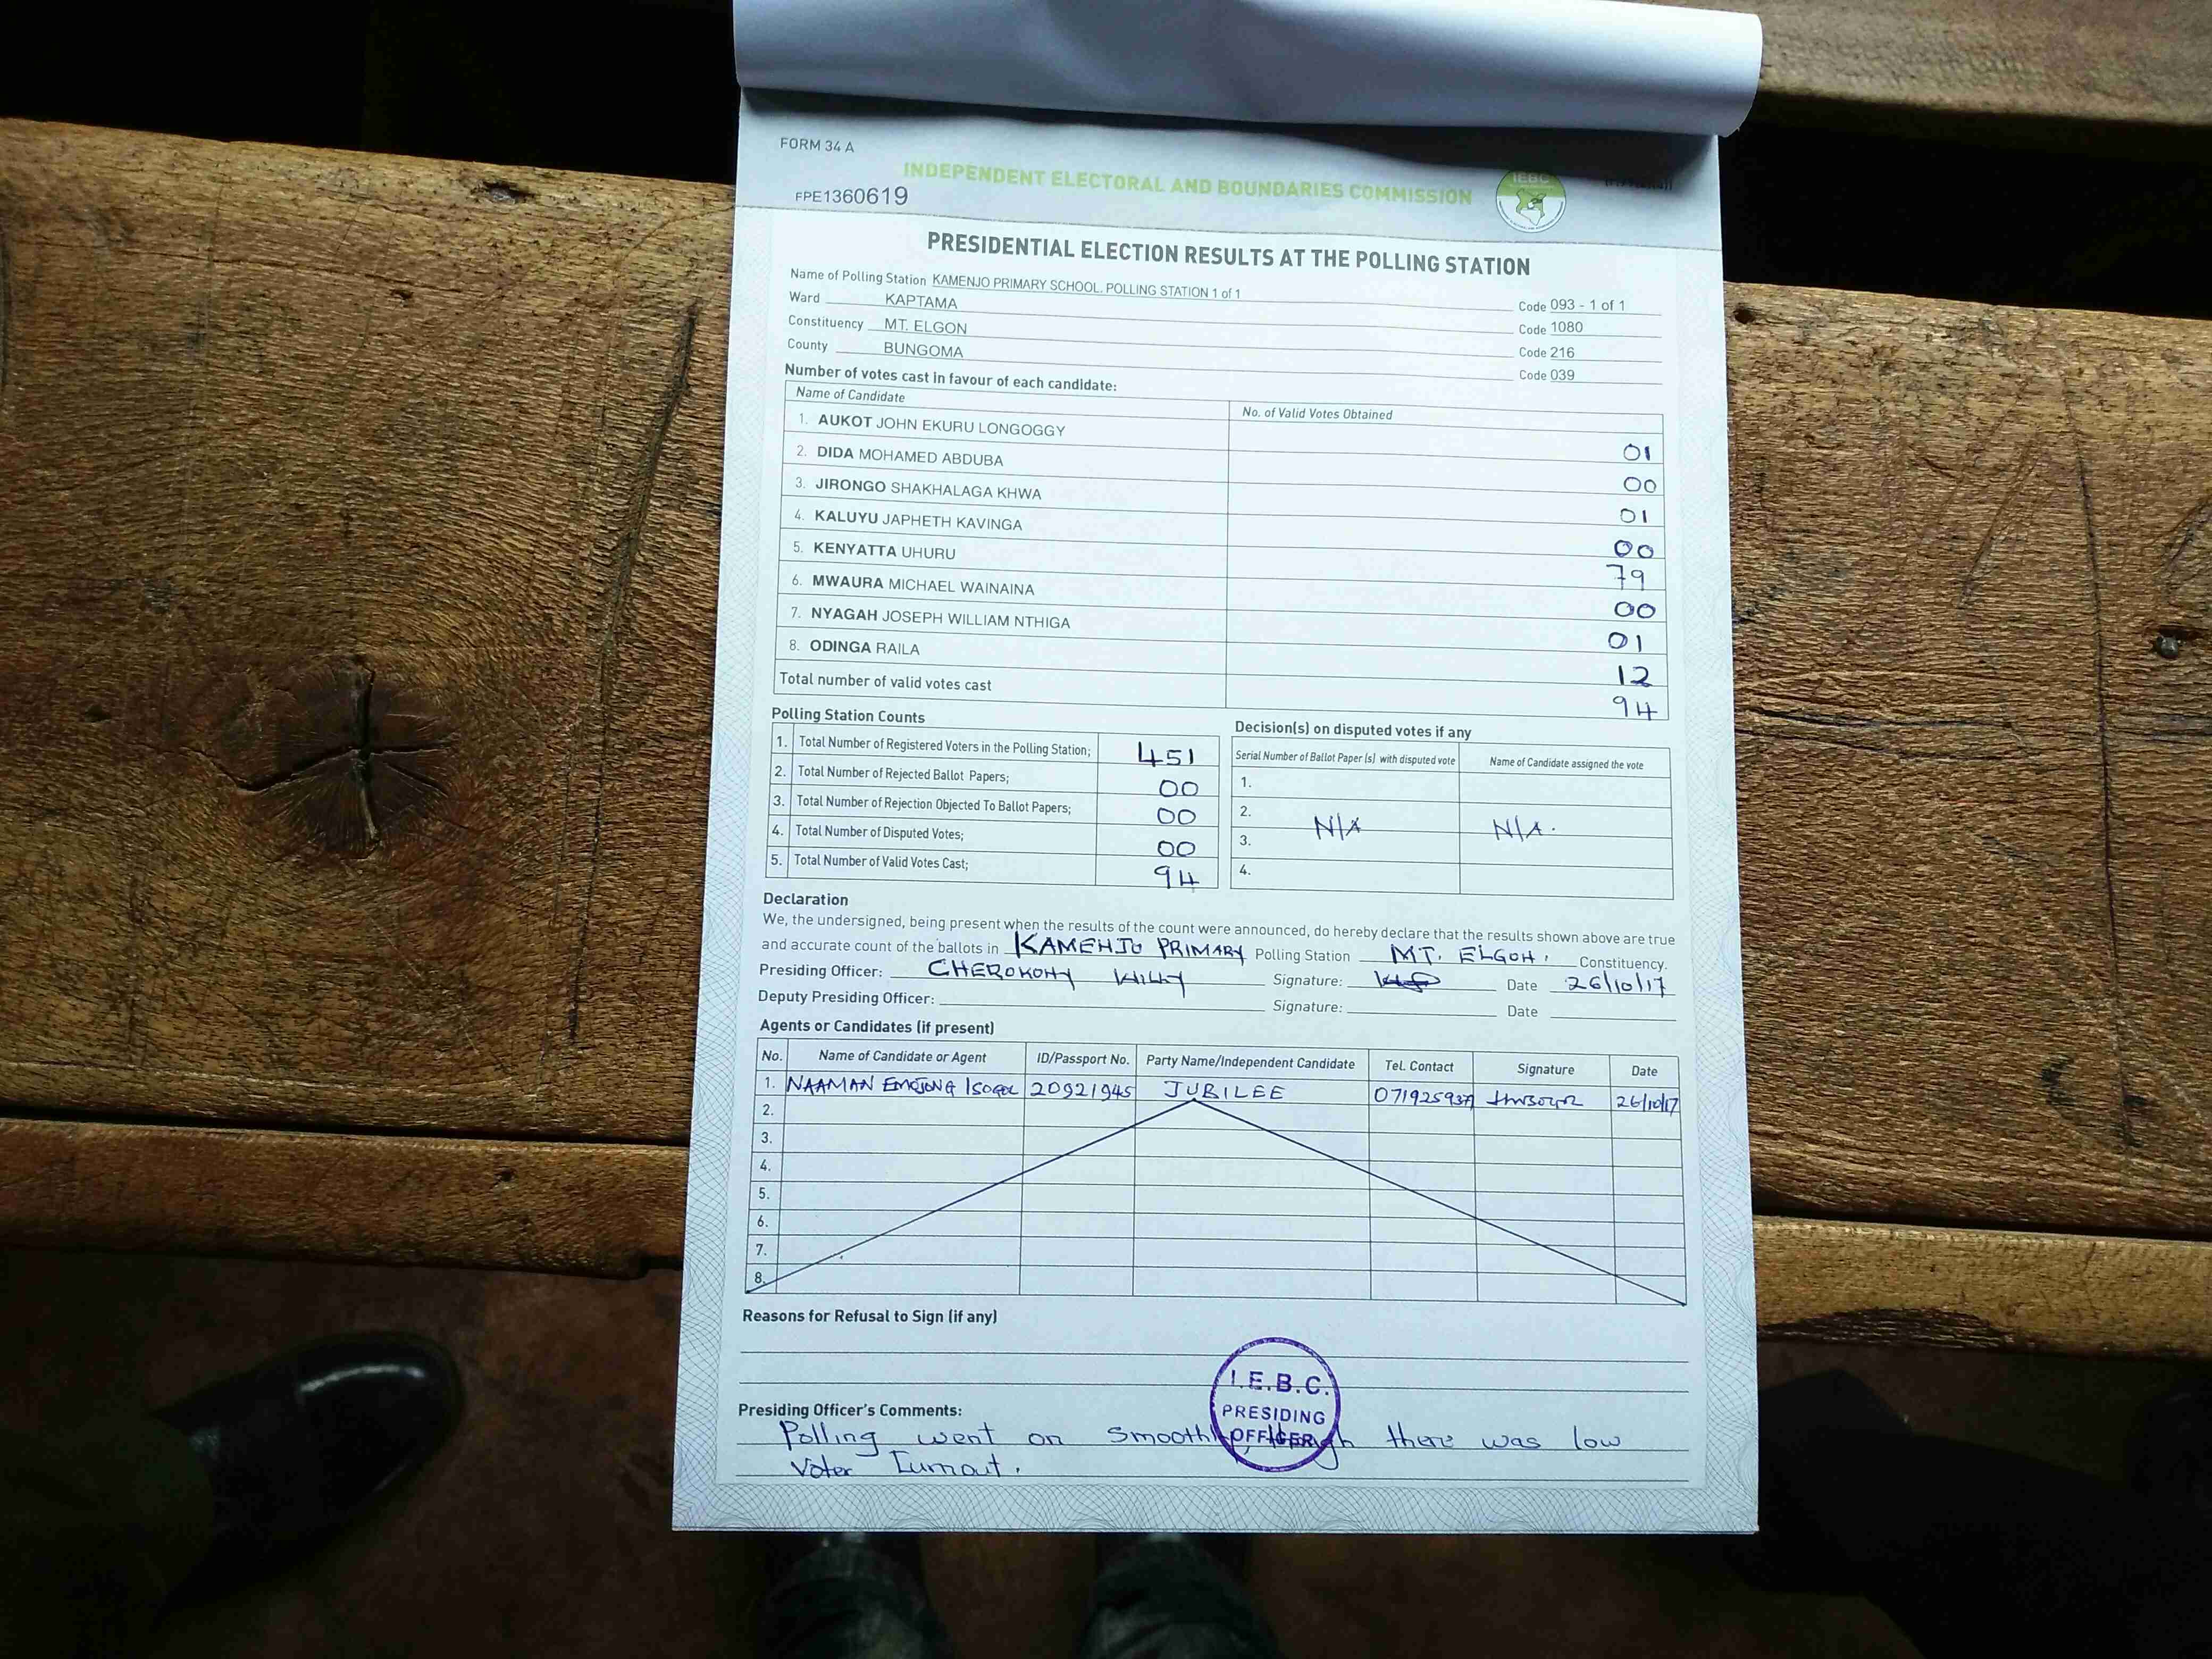 FORM 34 A
INDEPENDENT ELECTORAL AND BOUNDARIES COMMISSION
IEBC
FPE1360619
PRESIDENTIAL ELECTION RESULTS AT THE POLLING STATION
Name of Polling Station KAMENJO PRIMARY SCHOOL. POLLING STATION 1 of 1 Code 093 - 1 of 1
Ward KAPTAMA Code 1080
Constituency MT. ELGON Code 216
County BUNGOMA Code 039
Number of votes cast in favour of each candidate:
Name of Candidate No. of Valid Votes Obtained
1. AUKOT JOHN EKURU LONGOGGY 01
2. DIDA MOHAMED ABDUBA 00
3. JIRONGO SHAKHALAGA KHWA 01
4. KALUYU JAPHETH KAVINGA 00
5. KENYATTA UHURU 79
6. MWAURA MICHAEL WAINAINA 00
7. NYAGAH JOSEPH WILLIAM NTHIGA 01
8. ODINGA RAILA 12
Total number of valid votes cast 94
Polling Station Counts
1. Total Number of Registered Voters in the Polling Station; 451
2. Total Number of Rejected Ballot Papers; 00
3. Total Number of Rejection Objected To Ballot Papers; 00
4. Total Number of Disputed Votes; 00
5. Total Number of Valid Votes Cast; 94
Decision(s) on disputed votes if any
Serial Number of Ballot Paper (s) with disputed vote Name of Candidate assigned the vote
1.
2.
N/A N/A.
3.
4.
Declaration
We, the undersigned, being present when the results of the count were announced, do hereby declare that the results shown above are true
and accurate count of the ballots in KAMENJO PRIMARY Polling Station MT. ELGON. Constituency.
Presiding Officer: CHEROKONY WILLY Signature: Date 26/10/17
Deputy Presiding Officer: Signature: Date
Agents or Candidates (if present)
No. Name of Candidate or Agent ID/Passport No. Party Name/Independent Candidate Tel. Contact Signature Date
1. NAAMAN EMOJONG 20921945 JUBILEE 26/10/17
2.
3.
4.
5.
6.
7.
8.
Reasons for Refusal to Sign (if any)
I.E.B.C.
PRESIDING
OFFICER
Presiding Officer's Comments:
Polling went on smoothly, though there was low
voter Turnout.